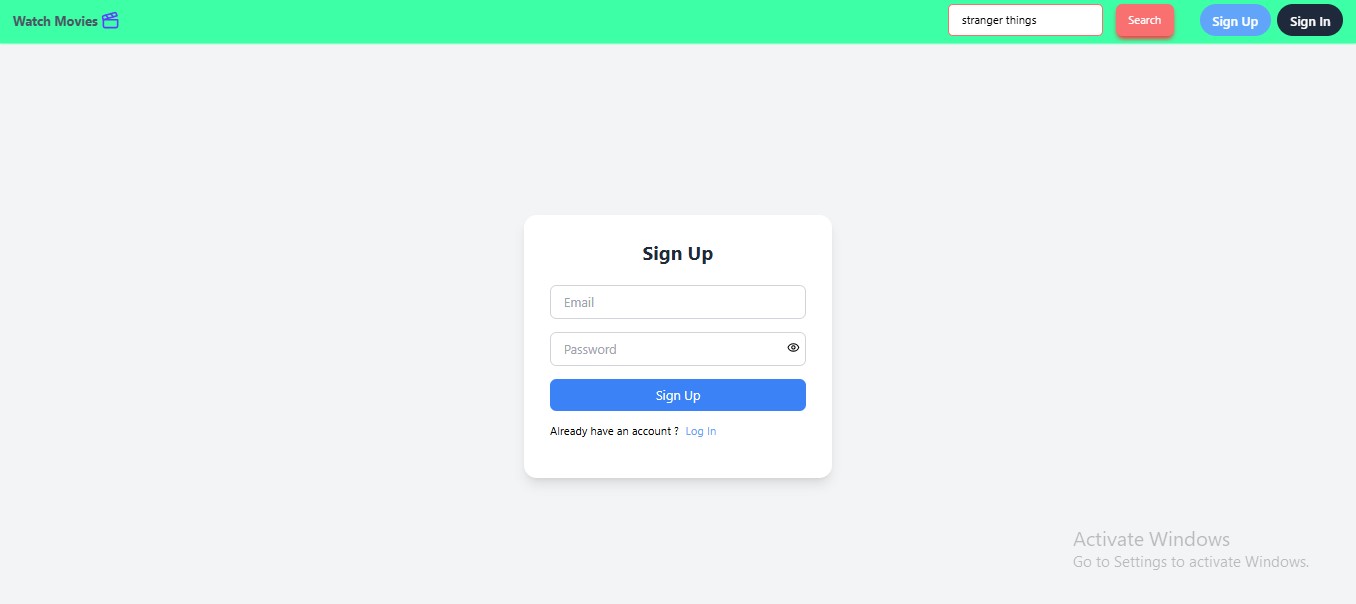 Watch Movies
stranger things
Search
Sign Up
Sign In
Sign Up
Email
Password
Sign Up
Already have an account ? Log In
Activate Windows
Go to Settings to activate Windows.